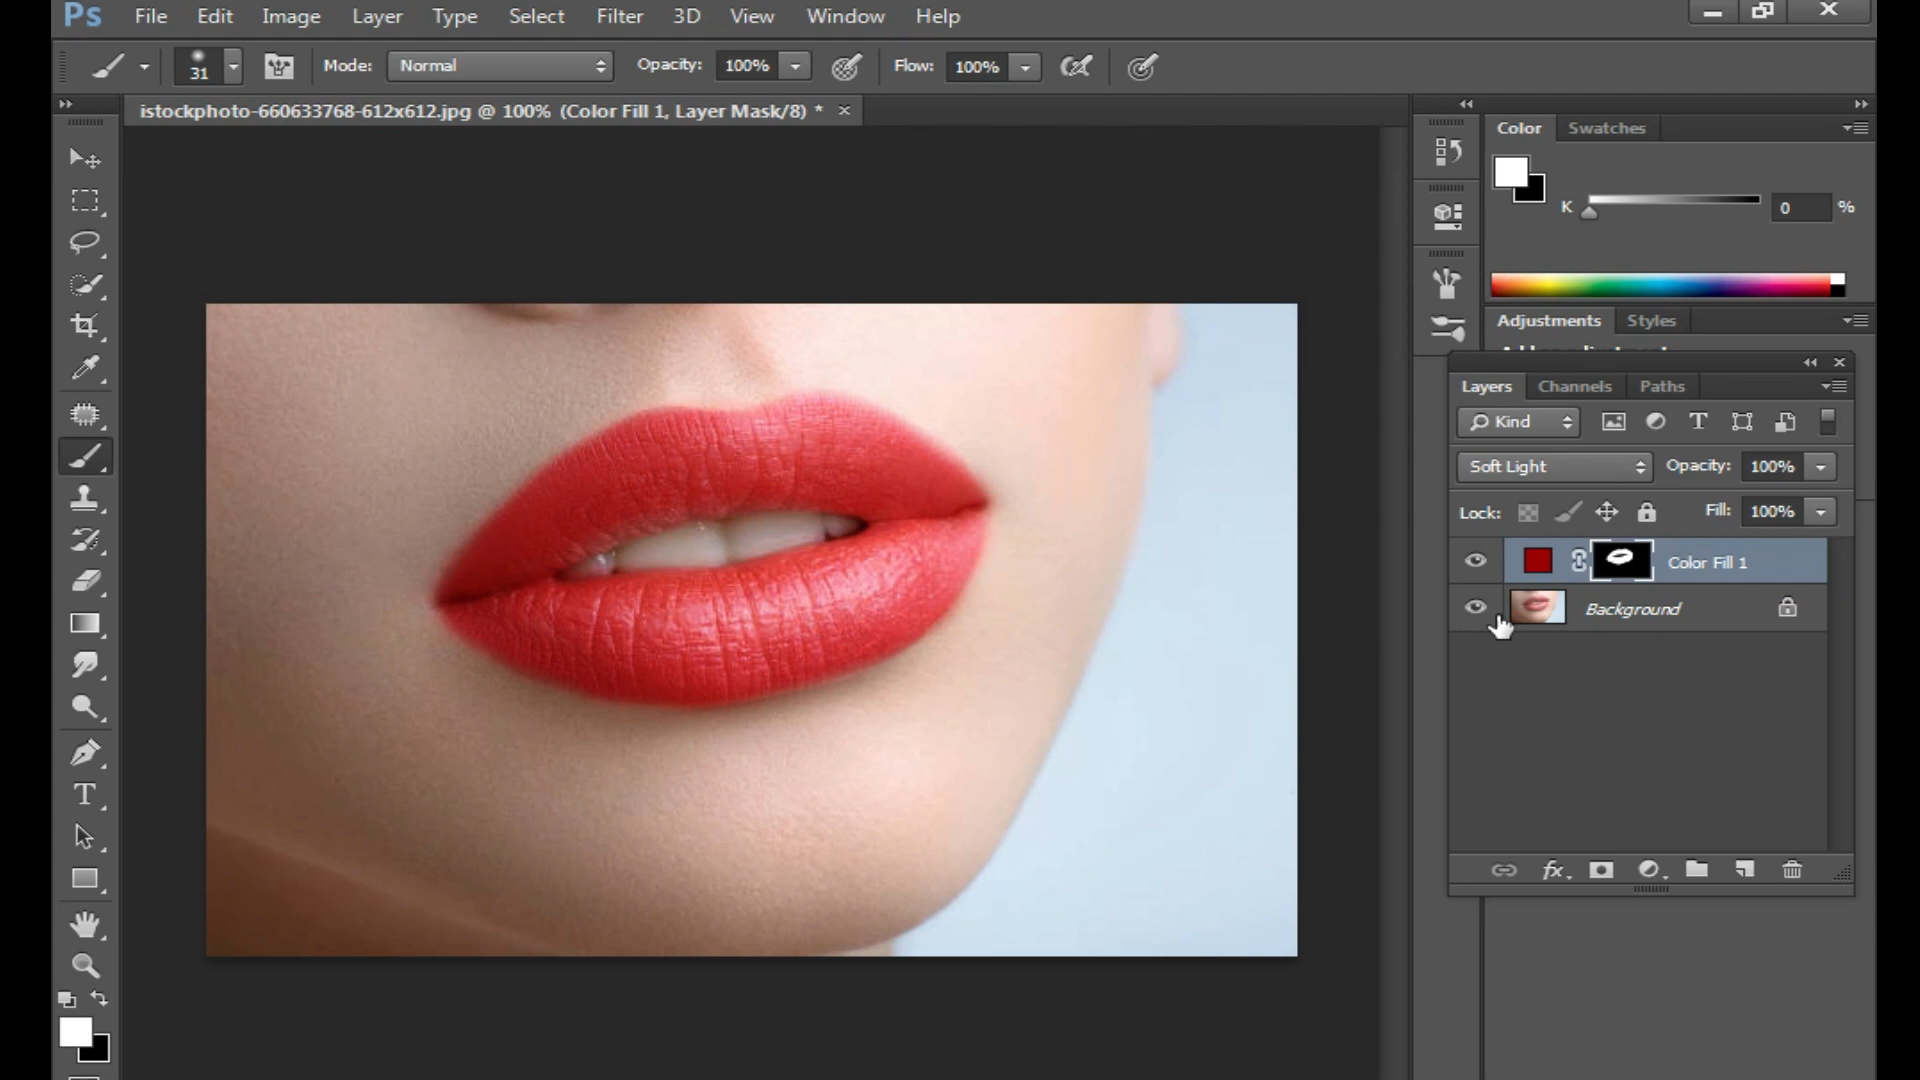 Ps File Edit Image Layer Type Select Filter 3D View Window Help
31 Mode: Normal Opacity: 100% Flow: 100%
istockphoto-660633768-612x612.jpg @ 100% (Color Fill 1, Layer Mask/8) *
Color Swatches
K 0 %
Adjustments Styles
Layers Channels Paths
Kind
Soft Light Opacity: 100%
Lock: Fill: 100%
Color Fill 1
Background
fx